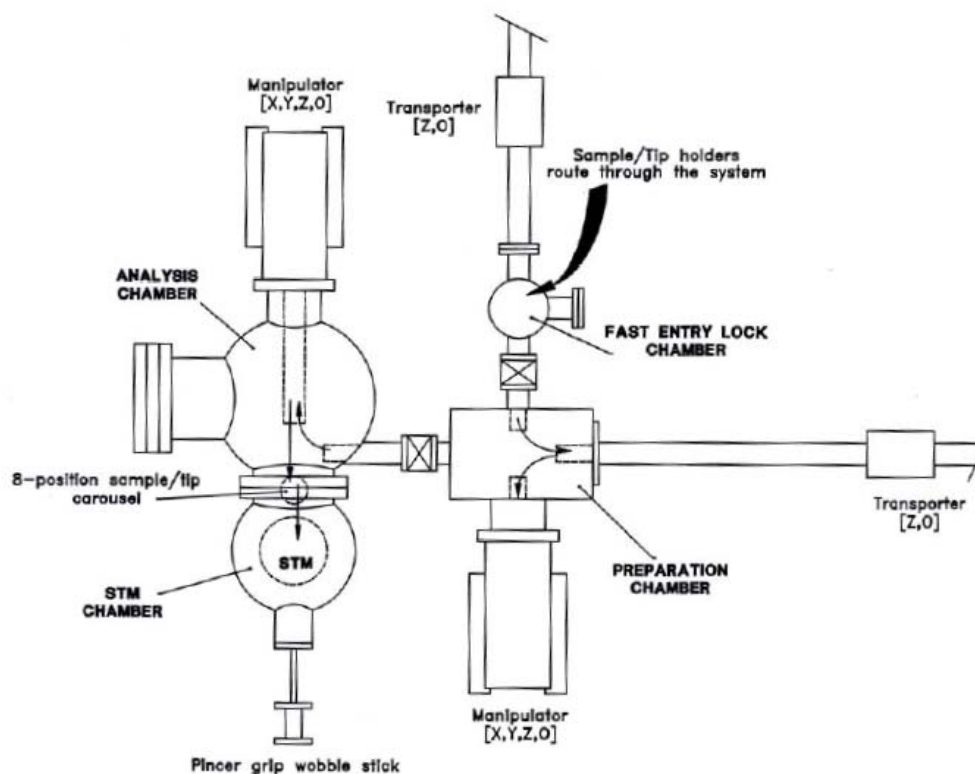 Manipulator
[X,Y,Z,O]
Transporter
[Z,O]
Sample/Tip holders
route through the system
ANALYSIS
CHAMBER
FAST ENTRY LOCK
CHAMBER
8-position sample/tip
carousel
Transporter
[Z,O]
STM
STM
CHAMBER
PREPARATION
CHAMBER
Manipulator
[X,Y,Z,O]
Pincer grip wobble stick